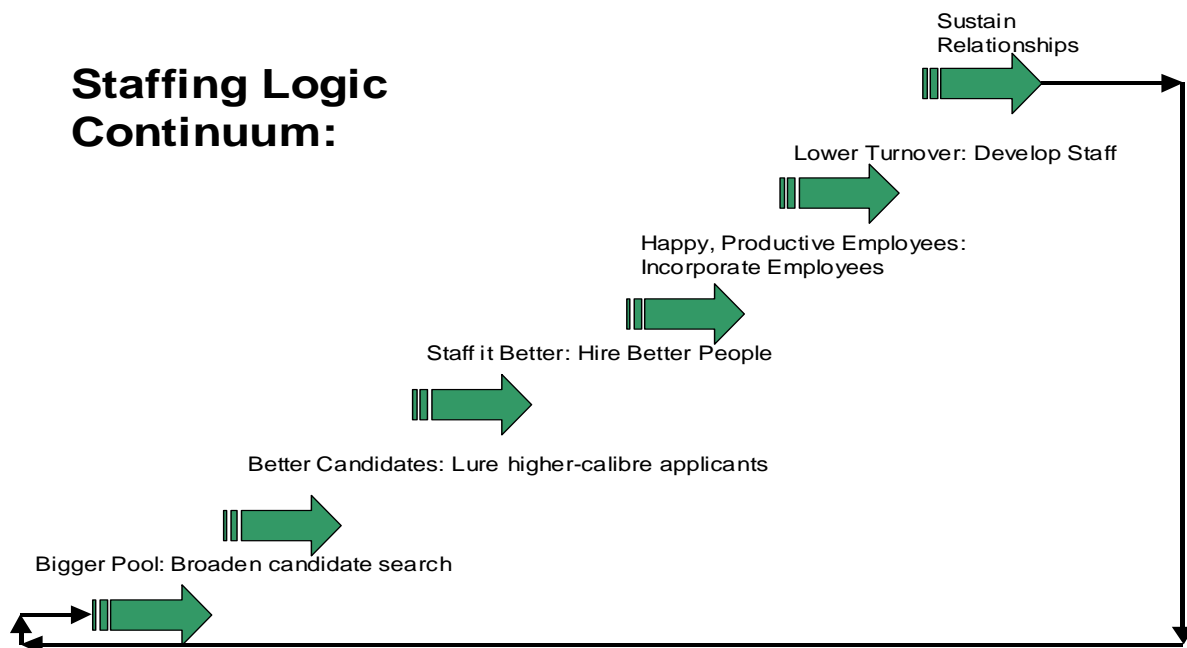 Sustain
Relationships
Staffing Logic
Continuum:
Lower Turnover: Develop Staff
Happy, Productive Employees:
Incorporate Employees
Staff it Better: Hire Better People
Better Candidates: Lure higher-calibre applicants
Bigger Pool: Broaden candidate search